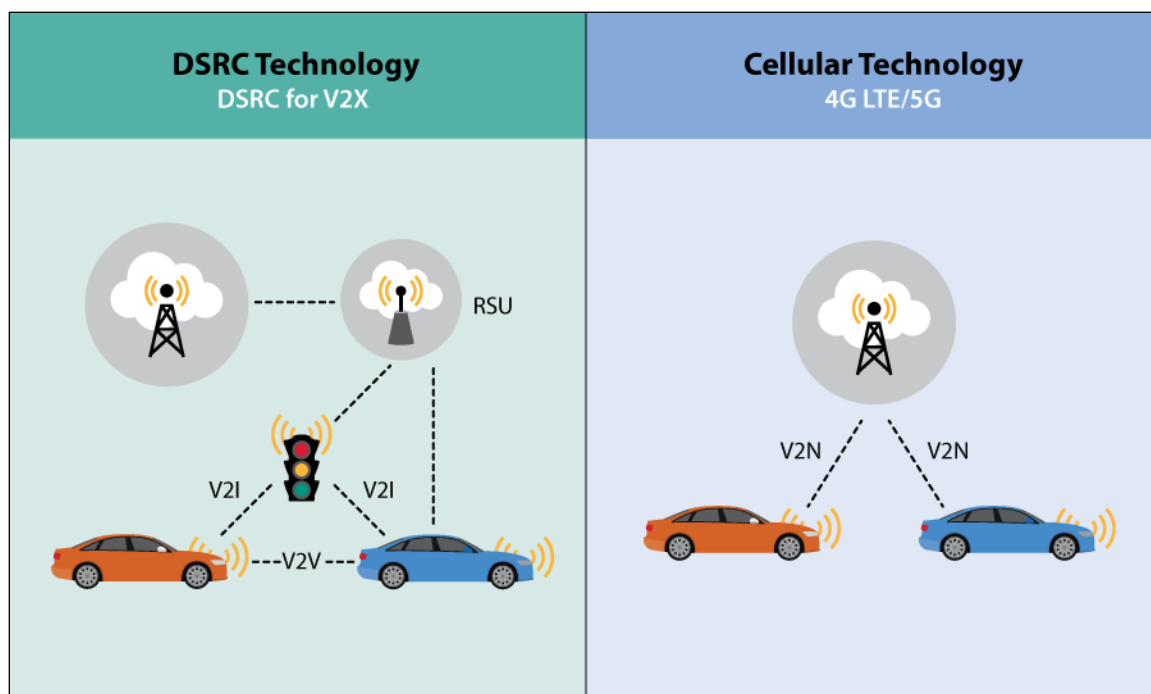 DSRC Technology
DSRC for V2X
Cellular Technology
4G LTE/5G
RSU
V2I
V2I
V2V
V2N
V2N